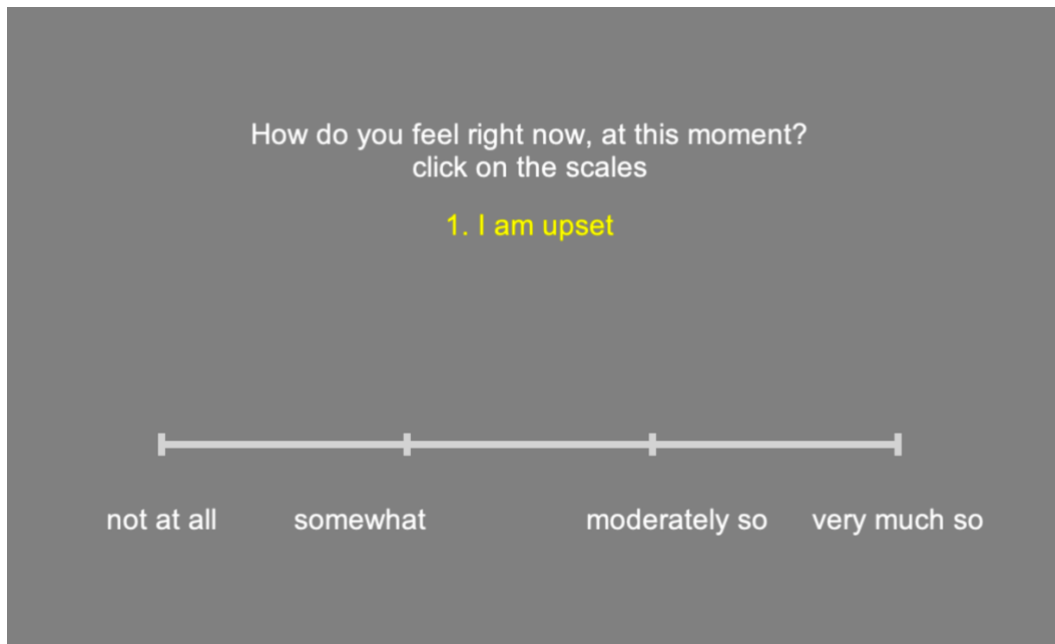 How do you feel right now, at this moment?
click on the scales
1. I am upset
not at all somewhat moderately so very much so